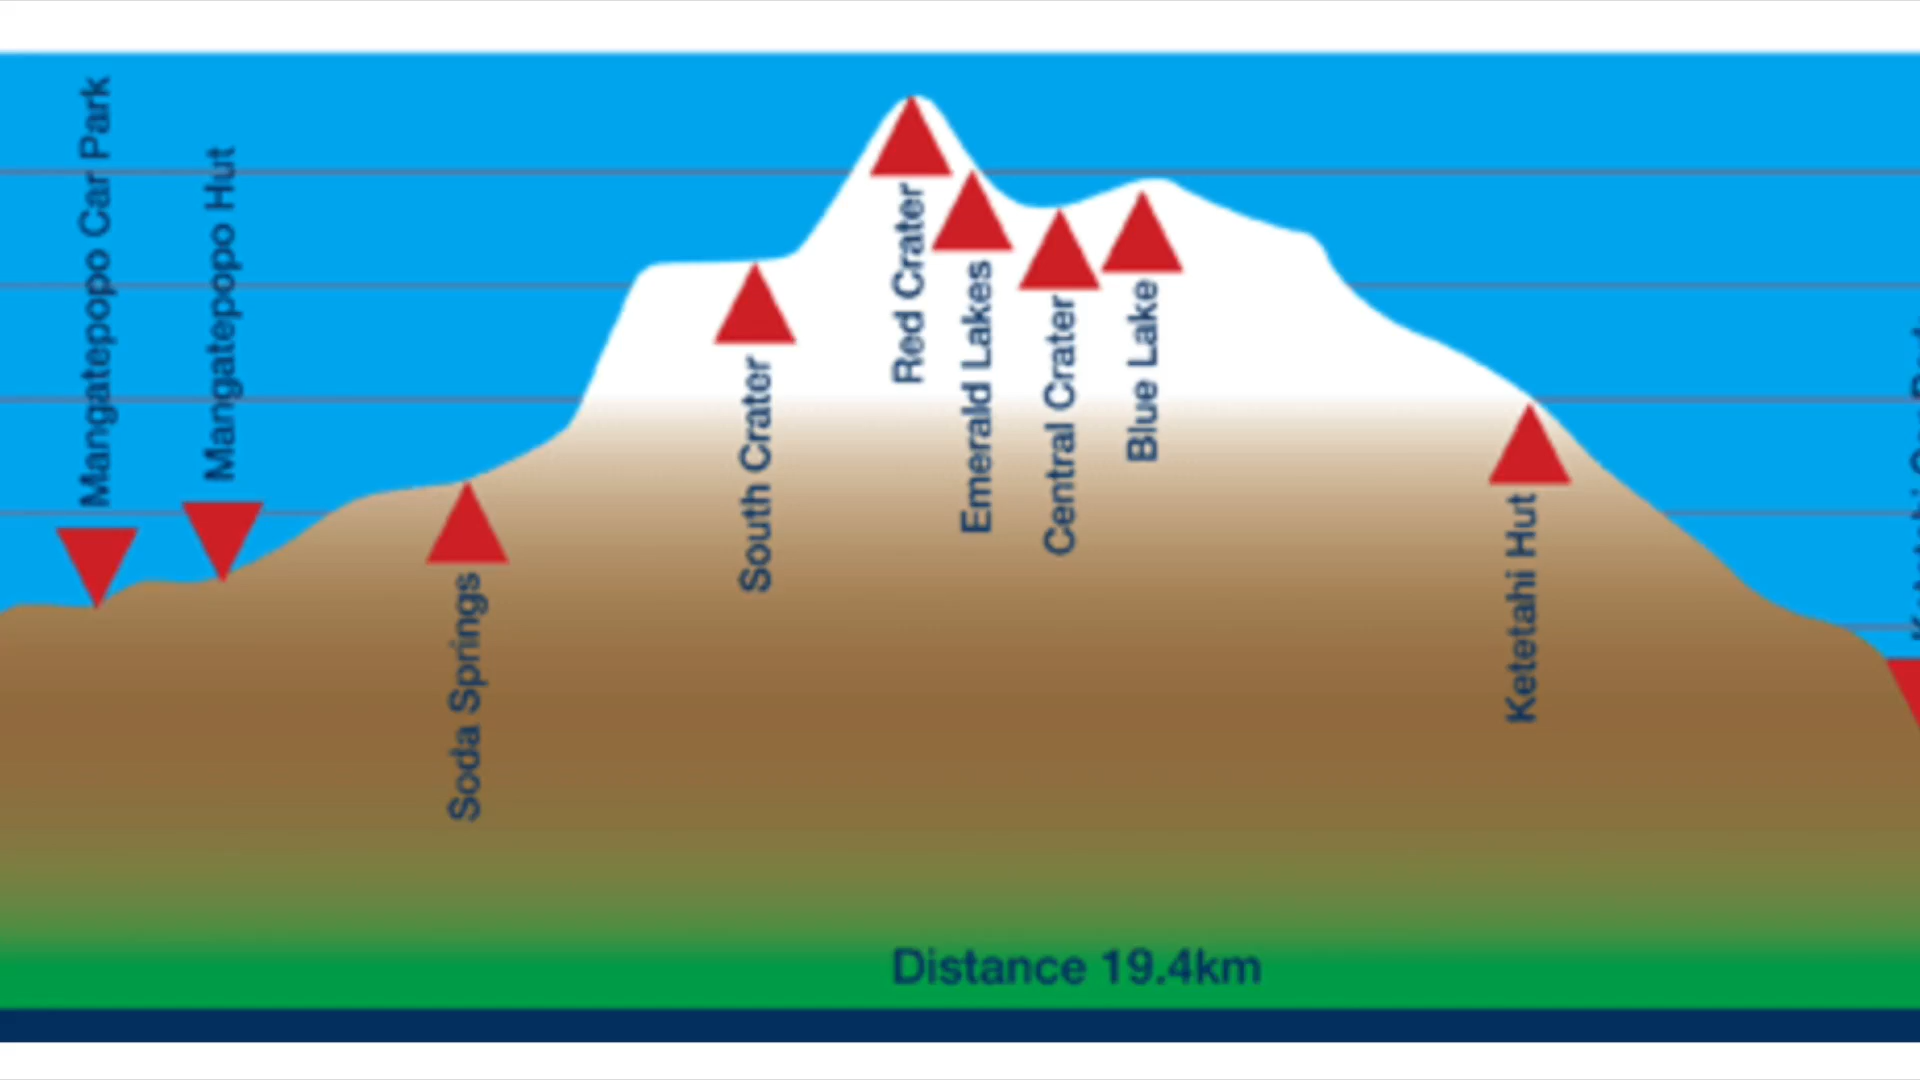 Mangatepopo Car Park
Mangatepopo Hut
Soda Springs
South Crater
Red Crater
Emerald Lakes
Central Crater
Blue Lake
Ketetahi Hut
Distance 19.4km